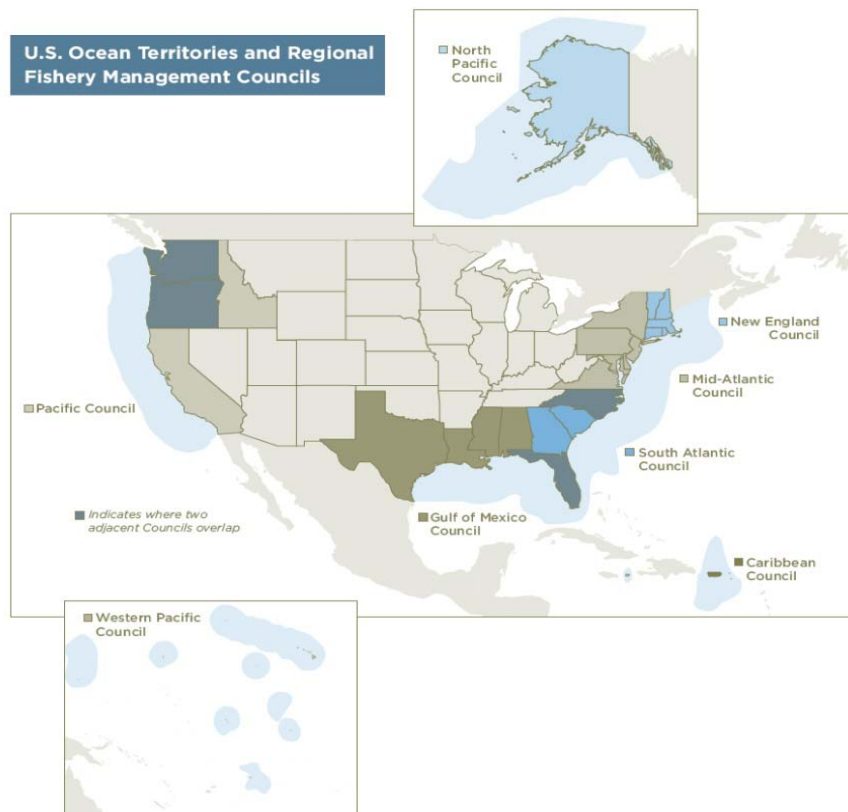 U.S. Ocean Territories and Regional
Fishery Management Councils
North
Pacific
Council
New England
Council
Mid-Atlantic
Council
Pacific Council
South Atlantic
Council
Indicates where two
adjacent Councils overlap
Gulf of Mexico
Council
Caribbean
Council
Western Pacific
Council